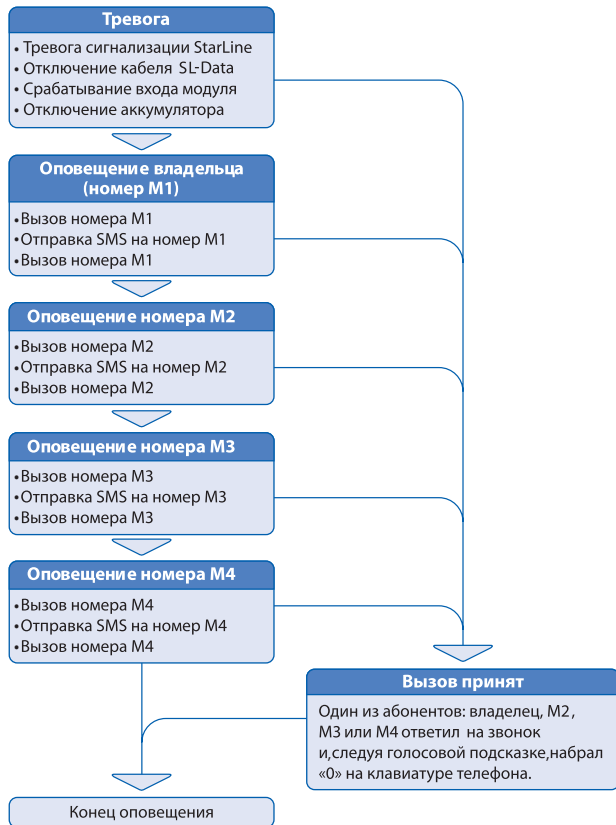 Тревога
• Тревога сигнализации StarLine
• Отключение кабеля SL-Data
• Срабатывание входа модуля
• Отключение аккумулятора
Оповещение владельца
(номер М1)
•Вызов номера М1
•Отправка SMS на номер М1
•Вызов номера М1
Оповещение номера М2
•Вызов номера М2
•Отправка SMS на номер М2
•Вызов номера М2
Оповещение номера М3
•Вызов номера М3
•Отправка SMS на номер М3
•Вызов номера М3
Оповещение номера М4
•Вызов номера М4
•Отправка SMS на номер М4
•Вызов номера М4
Вызов принят
Один из абонентов: владелец, М2,
М3 или М4 ответил на звонок
и,следуя голосовой подсказке,набрал
«0» на клавиатуре телефона.
Конец оповещения